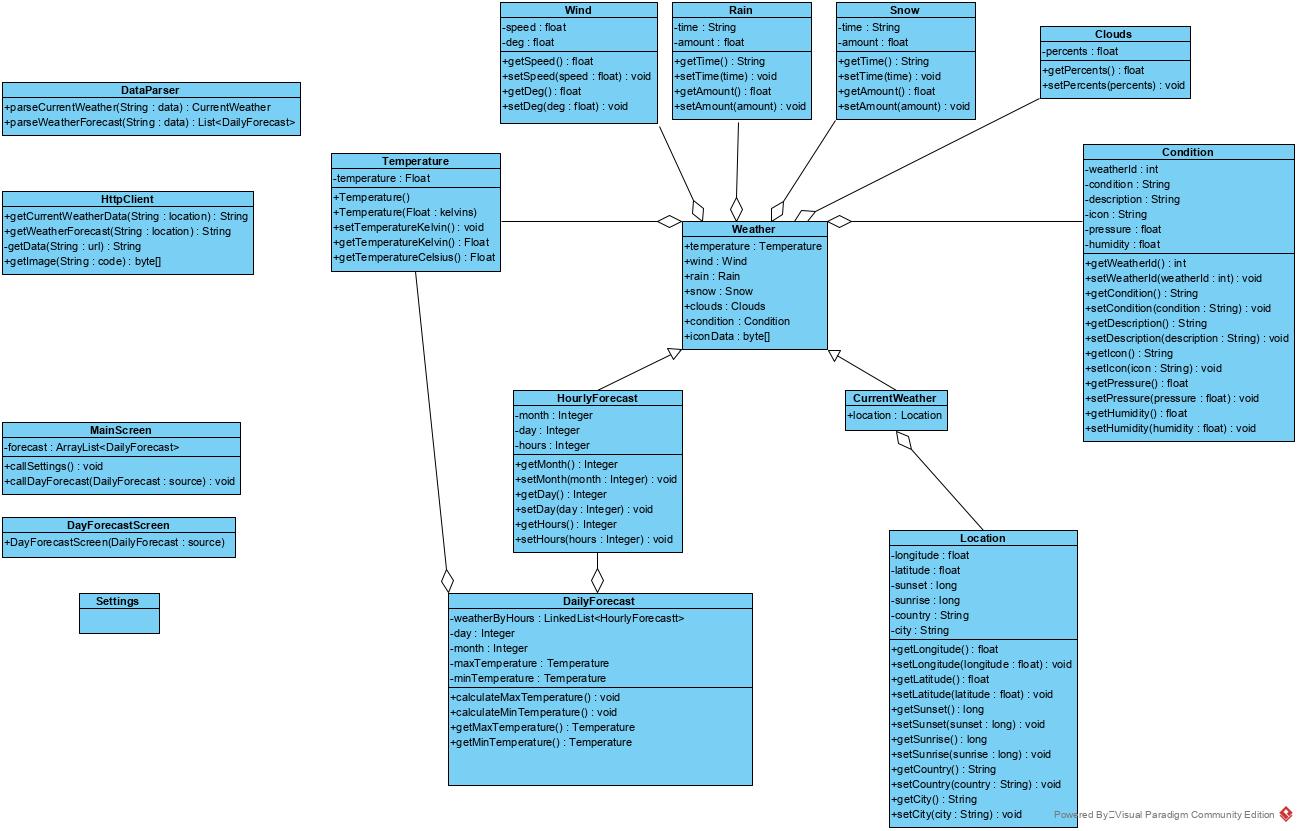 Wind
-speed : float
-deg : float
+getSpeed() : float
+setSpeed(speed : float) : void
+getDeg() : float
+setDeg(deg : float) : void
Rain
-time : String
-amount : float
+getTime() : String
+setTime(time) : void
+getAmount() : float
+setAmount(amount) : void
Snow
-time : String
-amount : float
+getTime() : String
+setTime(time) : void
+getAmount() : float
+setAmount(amount) : void
Clouds
-percents : float
+getPercents() : float
+setPercents(percents) : void
DataParser
+parseCurrentWeather(String : data) : CurrentWeather
+parseWeatherForecast(String : data) : List<DailyForecast>
Temperature
-temperature : Float
+Temperature()
+Temperature(Float : kelvins)
+setTemperatureKelvin() : void
+getTemperatureKelvin() : Float
+getTemperatureCelsius() : Float
Condition
-weatherId : int
-condition : String
-description : String
-icon : String
-pressure : float
-humidity : float
+getWeatherId() : int
+setWeatherId(weatherId : int) : void
+getCondition() : String
+setCondition(condition : String) : void
+getDescription() : String
+setDescription(description : String) : void
+getIcon() : String
+setIcon(icon : String) : void
+getPressure() : float
+setPressure(pressure : float) : void
+getHumidity() : float
+setHumidity(humidity : float) : void
HttpClient
+getCurrentWeatherData(String : location) : String
+getWeatherForecast(String : location) : String
-getData(String : url) : String
+getImage(String : code) : byte[]
Weather
+temperature : Temperature
+wind : Wind
+rain : Rain
+snow : Snow
+clouds : Clouds
+condition : Condition
+iconData : byte[]
HourlyForecast
-month : Integer
-day : Integer
-hours : Integer
+getMonth() : Integer
+setMonth(month : Integer) : void
+getDay() : Integer
+setDay(day : Integer) : void
+getHours() : Integer
+setHours(hours : Integer) : void
CurrentWeather
+location : Location
MainScreen
-forecast : ArrayList<DailyForecast>
+callSettings() : void
+callDayForecast(DailyForecast : source) : void
DayForecastScreen
+DayForecastScreen(DailyForecast : source)
Settings
DailyForecast
-weatherByHours : LinkedList<HourlyForecastt>
-day : Integer
-month : Integer
-maxTemperature : Temperature
-minTemperature : Temperature
+calculateMaxTemperature() : void
+calculateMinTemperature() : void
+getMaxTemperature() : Temperature
+getMinTemperature() : Temperature
Location
-longitude : float
-latitude : float
-sunset : long
-sunrise : long
-country : String
-city : String
+getLongitude() : float
+setLongitude(longitude : float) : void
+getLatitude() : float
+setLatitude(latitude : float) : void
+getSunset() : long
+setSunset(sunset : long) : void
+getSunrise() : long
+setSunrise(sunrise : long) : void
+getCountry() : String
+setCountry(country : String) : void
+getCity() : String
+setCity(city : String) : void
Powered By Visual Paradigm Community Edition